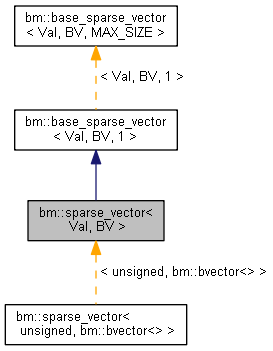 bm::base_sparse_vector
< Val, BV, MAX_SIZE >
< Val, BV, 1 >
bm::base_sparse_vector
< Val, BV, 1 >
bm::sparse_vector<
Val, BV >
< unsigned, bm::bvector<> >
bm::sparse_vector<
unsigned, bm::bvector<> >